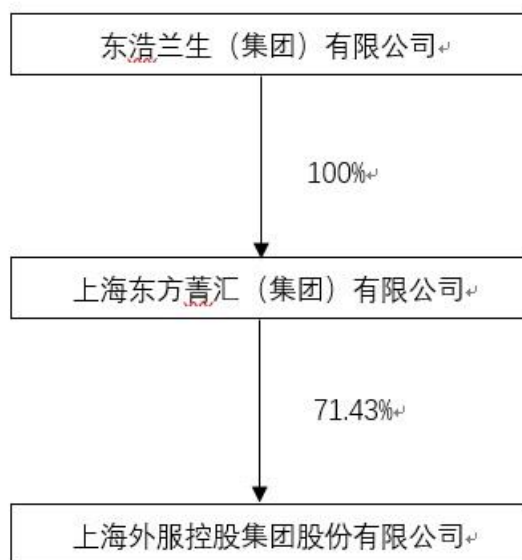 东浩兰生（集团）有限公司
100%
上海东方菁汇（集团）有限公司
71.43%
上海外服控股集团股份有限公司